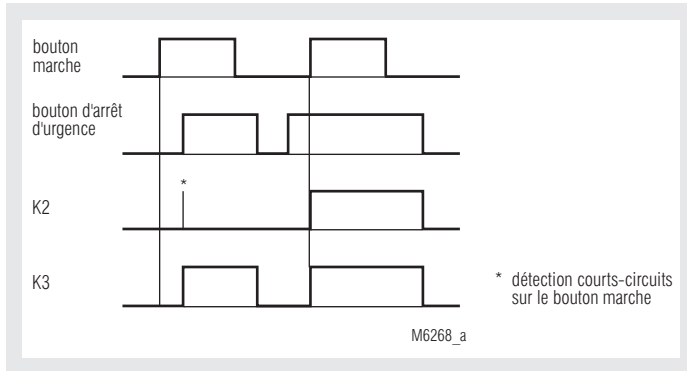 bouton
marche
bouton d'arrêt
d'urgence
*
K2
K3
* détection courts-circuits
sur le bouton marche
M6268_a